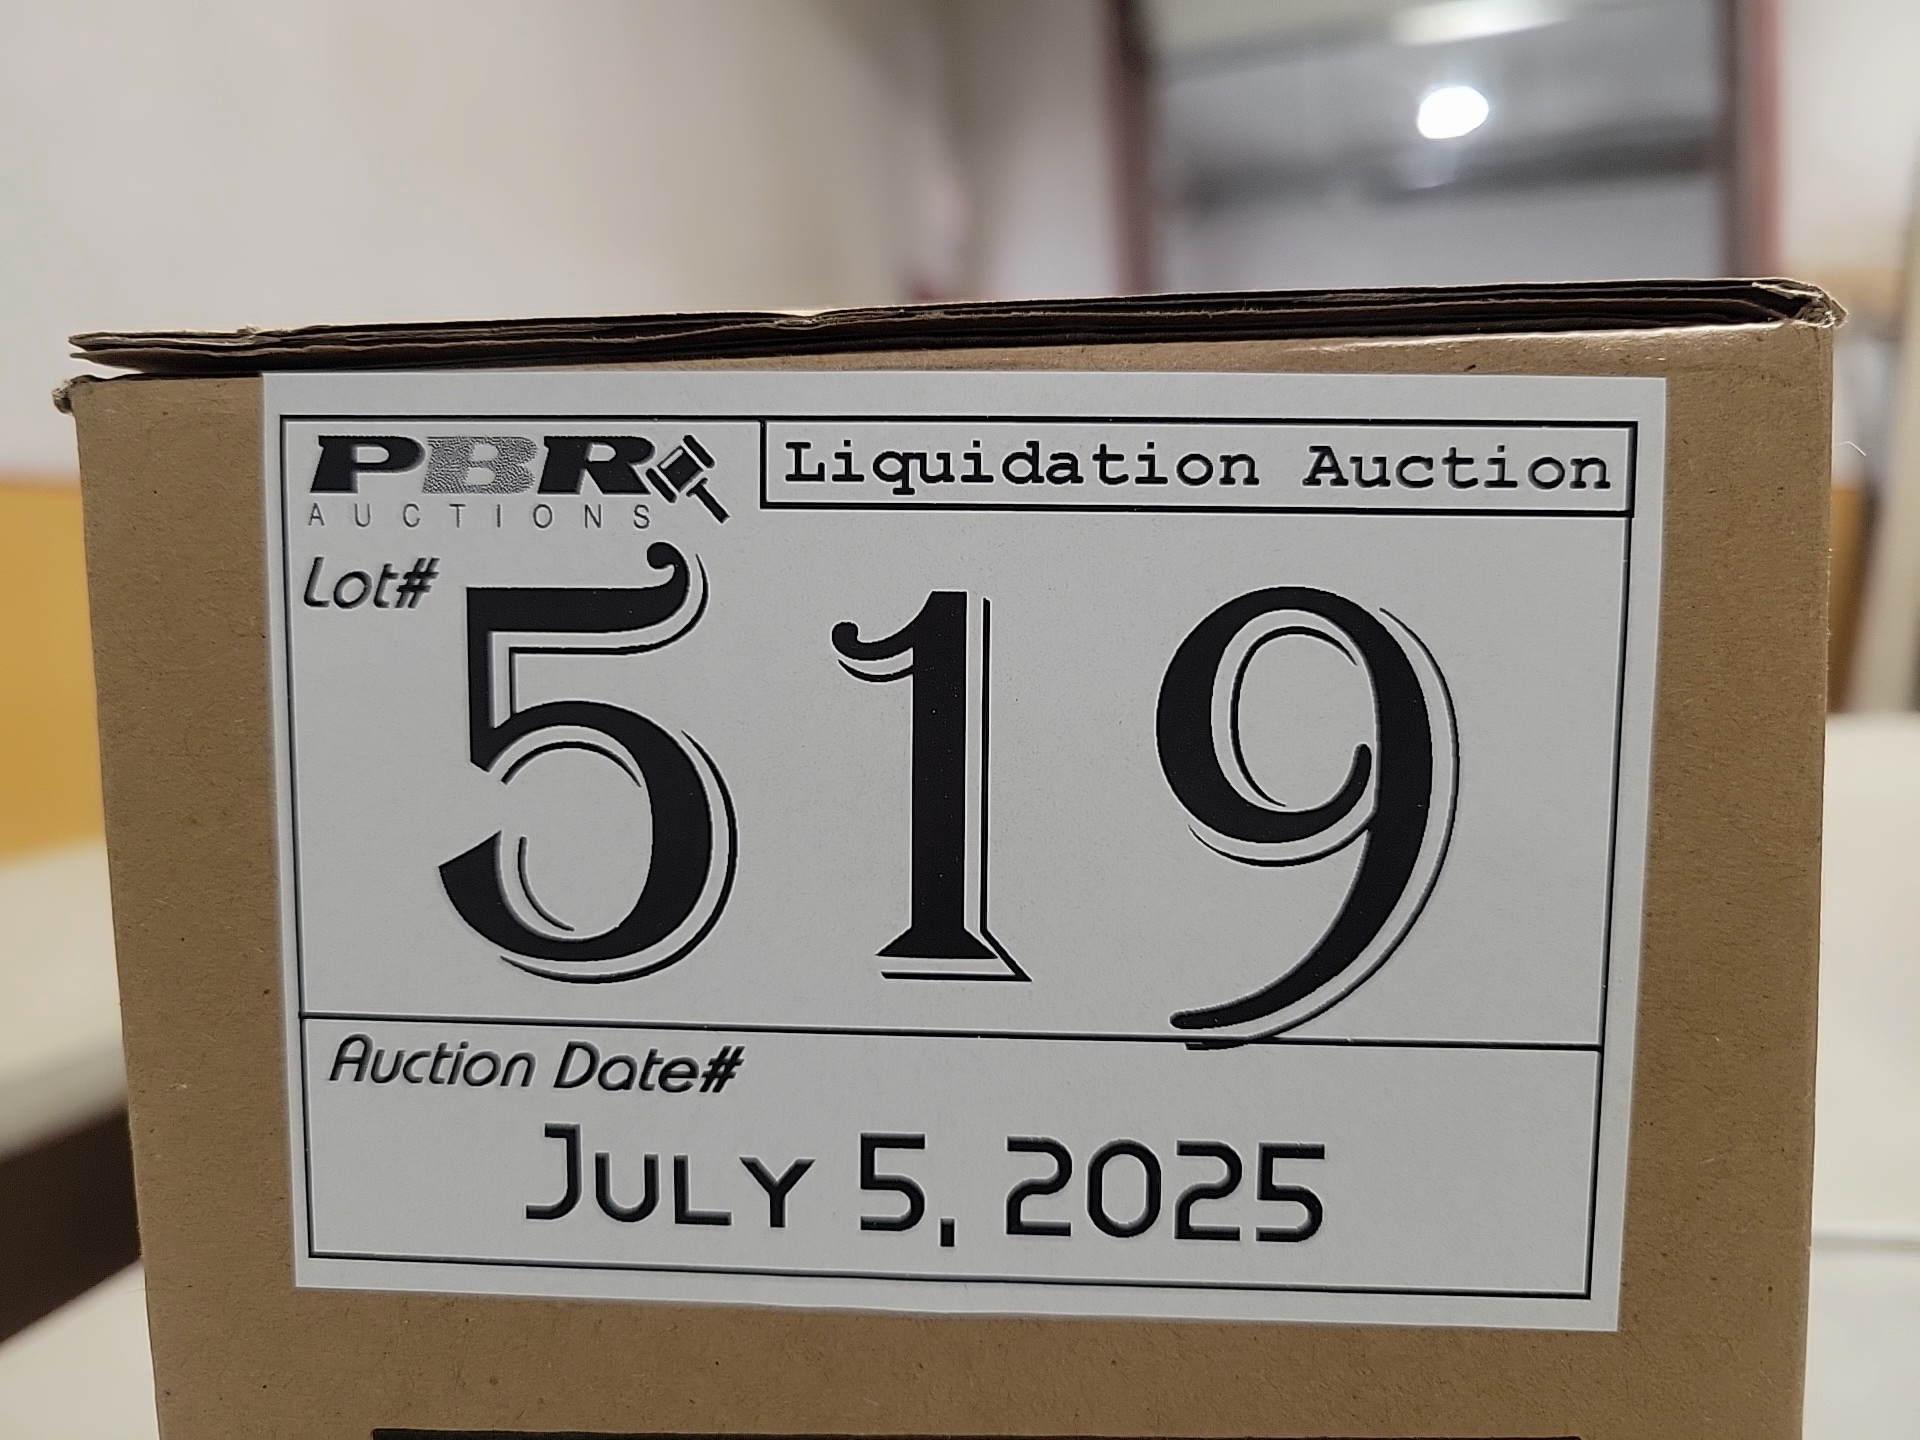 PBR
AUCTIONS
Liquidation Auction
Lot#
519
Auction Date#
JULY 5, 2025